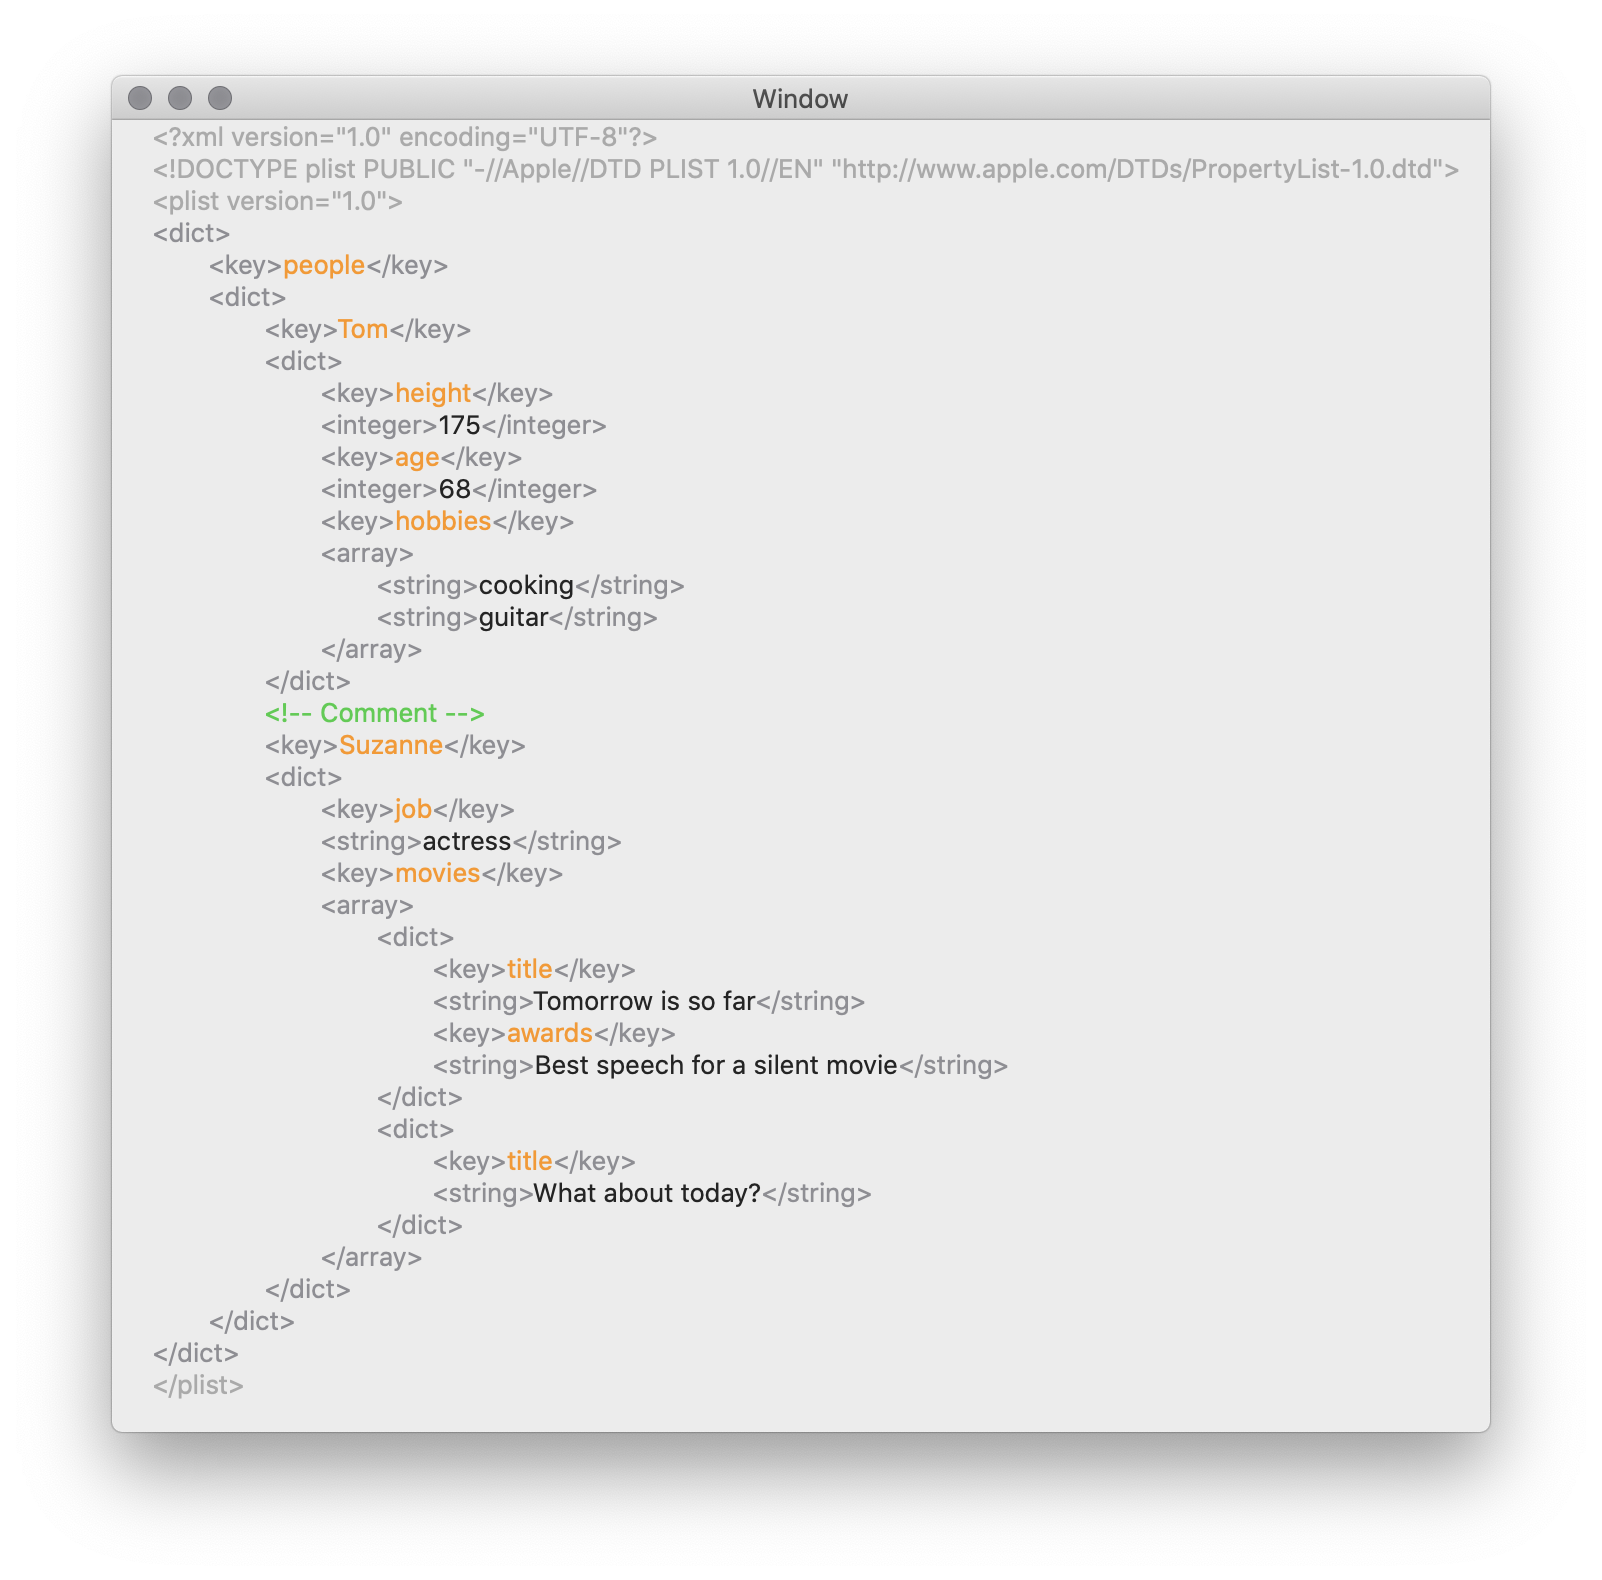 Window
<?xml version="1.0" encoding="UTF-8"?>
<!DOCTYPE plist PUBLIC "-//Apple//DTD PLIST 1.0//EN" "http://www.apple.com/DTDs/PropertyList-1.0.dtd">
<plist version="1.0">
<dict>
<key>people</key>
<dict>
<key>Tom</key>
<dict>
<key>height</key>
<integer>175</integer>
<key>age</key>
<integer>68</integer>
<key>hobbies</key>
<array>
<string>cooking</string>
<string>guitar</string>
</array>
</dict>
<!-- Comment -->
<key>Suzanne</key>
<dict>
<key>job</key>
<string>actress</string>
<key>movies</key>
<array>
<dict>
<key>title</key>
<string>Tomorrow is so far</string>
<key>awards</key>
<string>Best speech for a silent movie</string>
</dict>
<dict>
<key>title</key>
<string>What about today?</string>
</dict>
</array>
</dict>
</dict>
</dict>
</plist>